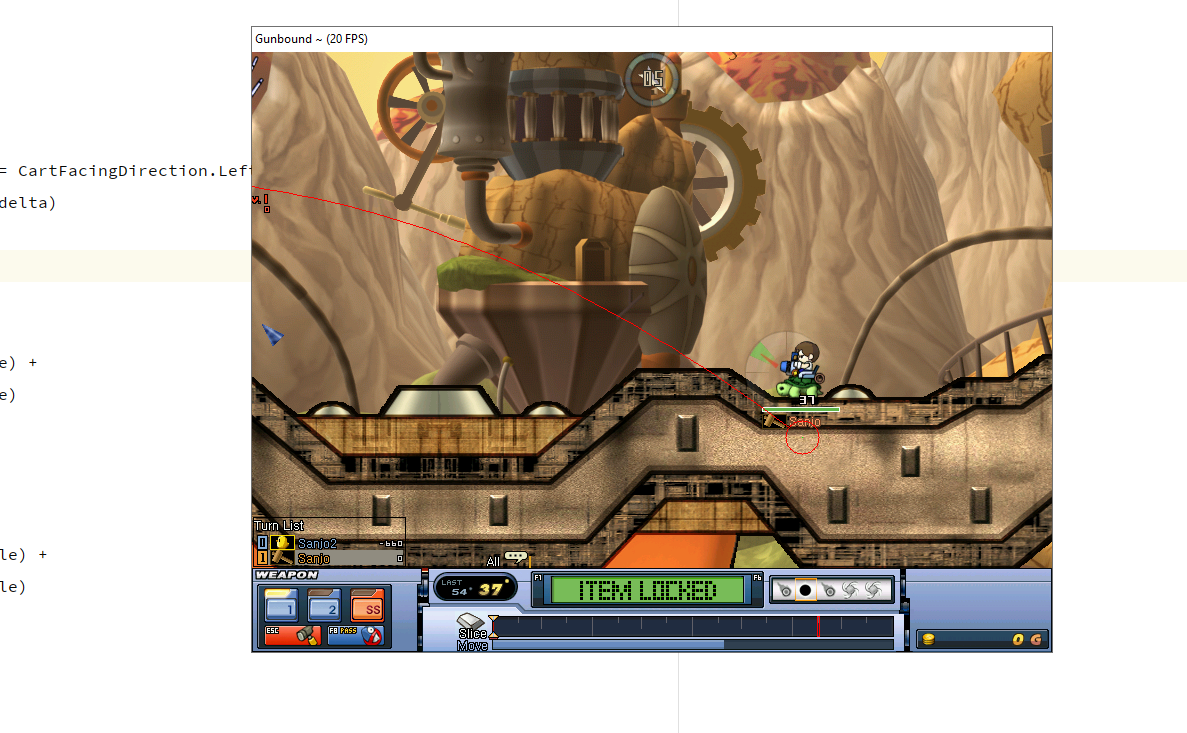 Gunbound ~ (20 FPS)
05
= CartFacingDirection.Left
delta)
e) +
e)
37
Sanjo
Turn List
0 Sanjo2 -660
1 Sanjo 0
le) +
le)
All
WEAPON
1 2 SS
ESC F8 PASS
LAST
54° 37°
F1 ITEM LOCKED F6
Slice
Move
0 G